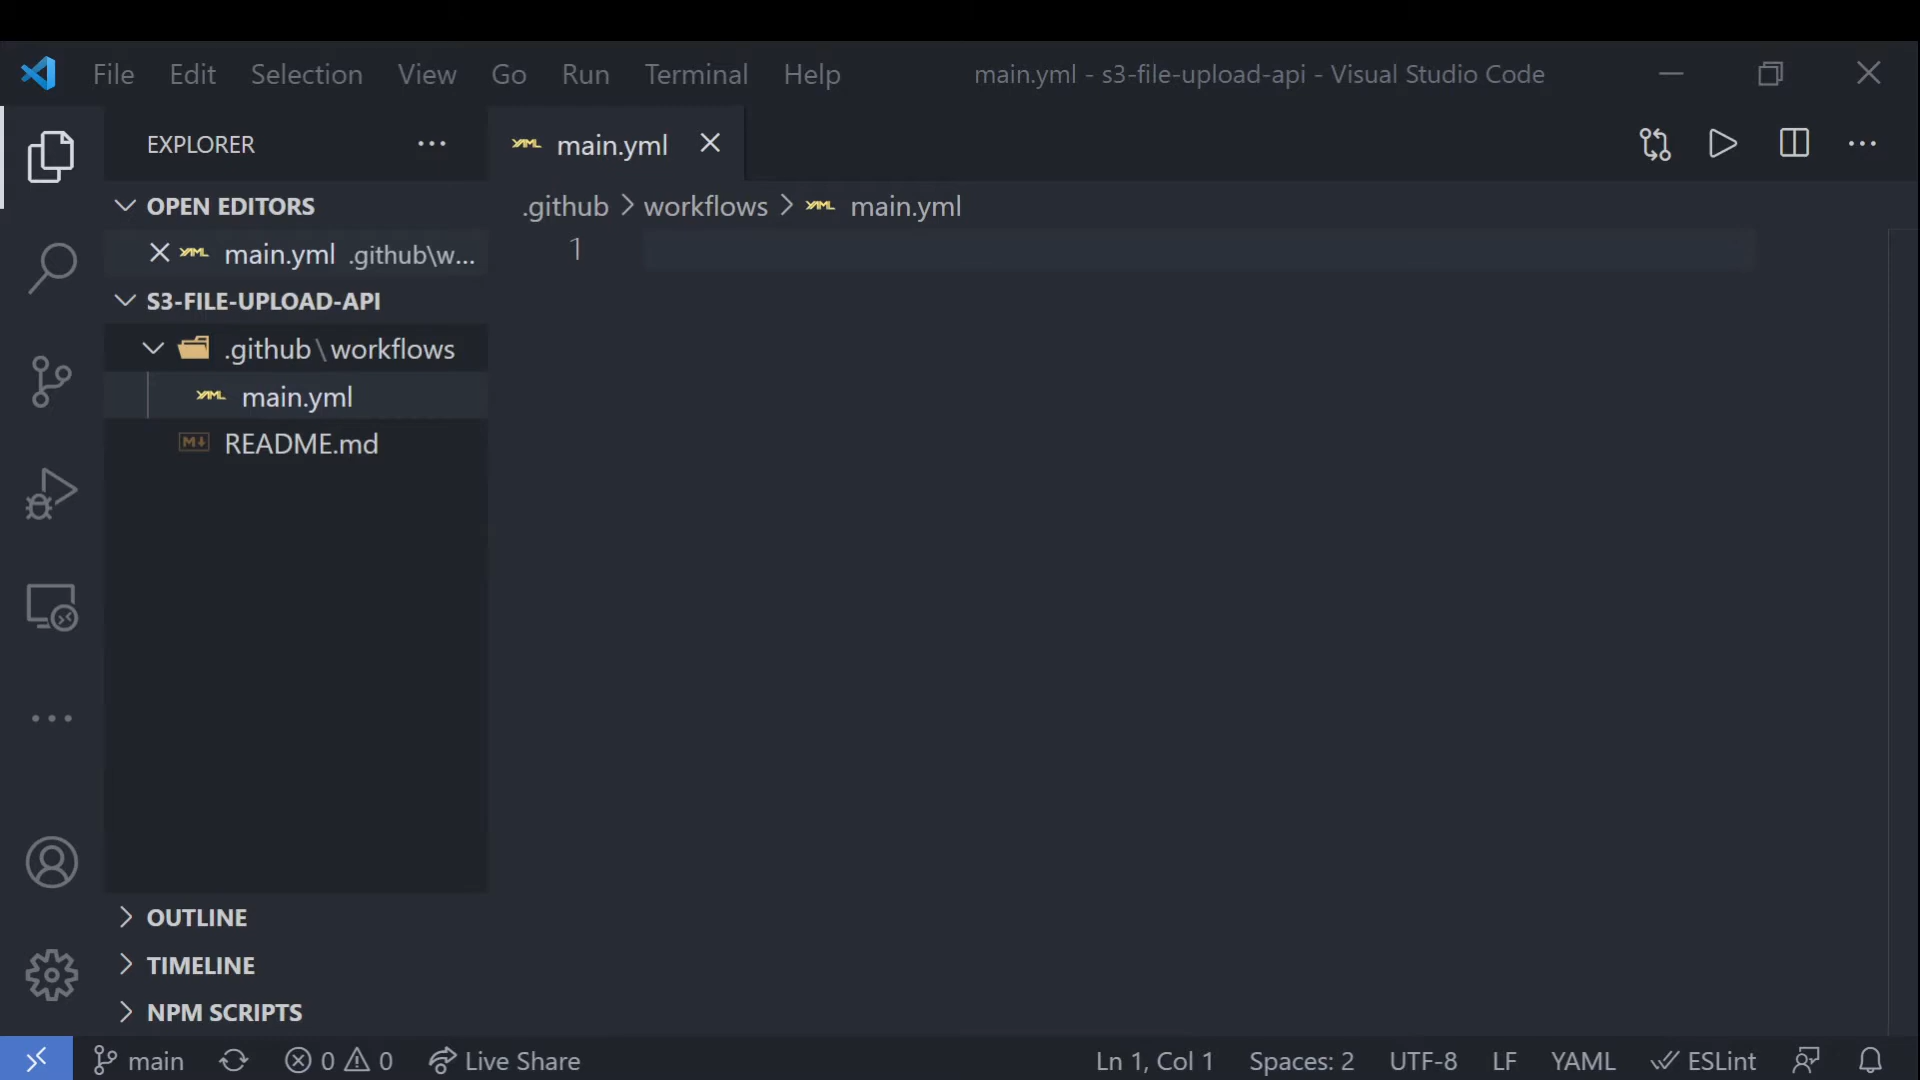 File Edit Selection View Go Run Terminal Help main.yml - s3-file-upload-api - Visual Studio Code
EXPLORER
main.yml
OPEN EDITORS
.github > workflows > main.yml
main.yml .github\w...
1
S3-FILE-UPLOAD-API
.github\workflows
main.yml
README.md
OUTLINE
TIMELINE
NPM SCRIPTS
main 0 0 Live Share Ln 1, Col 1 Spaces: 2 UTF-8 LF YAML ESLint